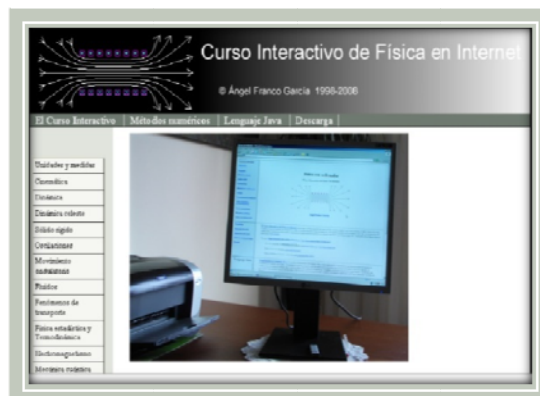 Curso Interactivo de Física en Internet
© Ángel Franco García 1998-2008
El Curso Interactivo | Métodos numéricos | Lenguaje Java | Descarga |
Unidades y medidas
Cinemática
Dinámica
Dinámica celeste
Sólido rígido
Oscilaciones
Movimiento
ondulatorio
Fluidos
Fenómenos de
transporte
Física estadística y
Termodinámica
Electromagnetismo
Mecánica cuántica